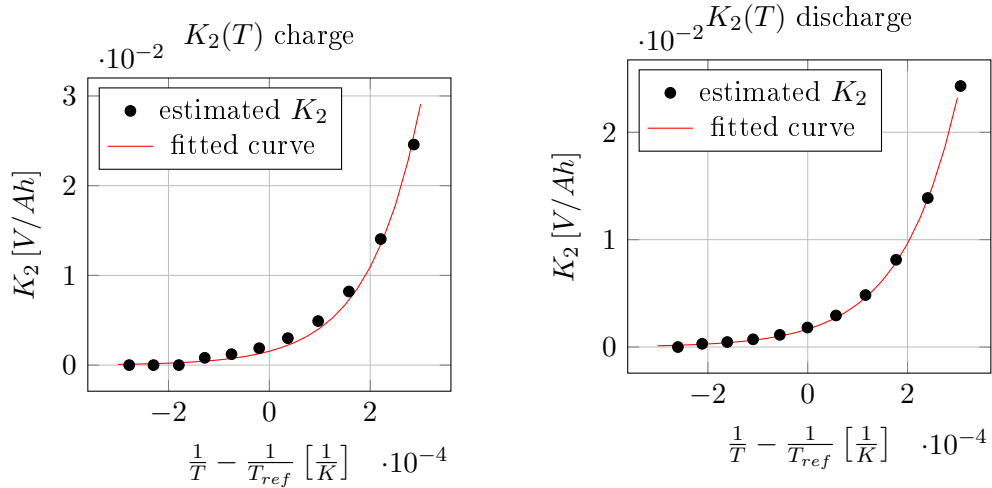 K₂(T) charge
·10⁻²
estimated K₂
fitted curve
3
2
1
0
K₂ [V/Ah]
−2 0 2
1/T − 1/T_ref [1/K] ·10⁻⁴
K₂(T) discharge
·10⁻²
estimated K₂
fitted curve
2
1
0
K₂ [V/Ah]
−2 0 2
1/T − 1/T_ref [1/K] ·10⁻⁴